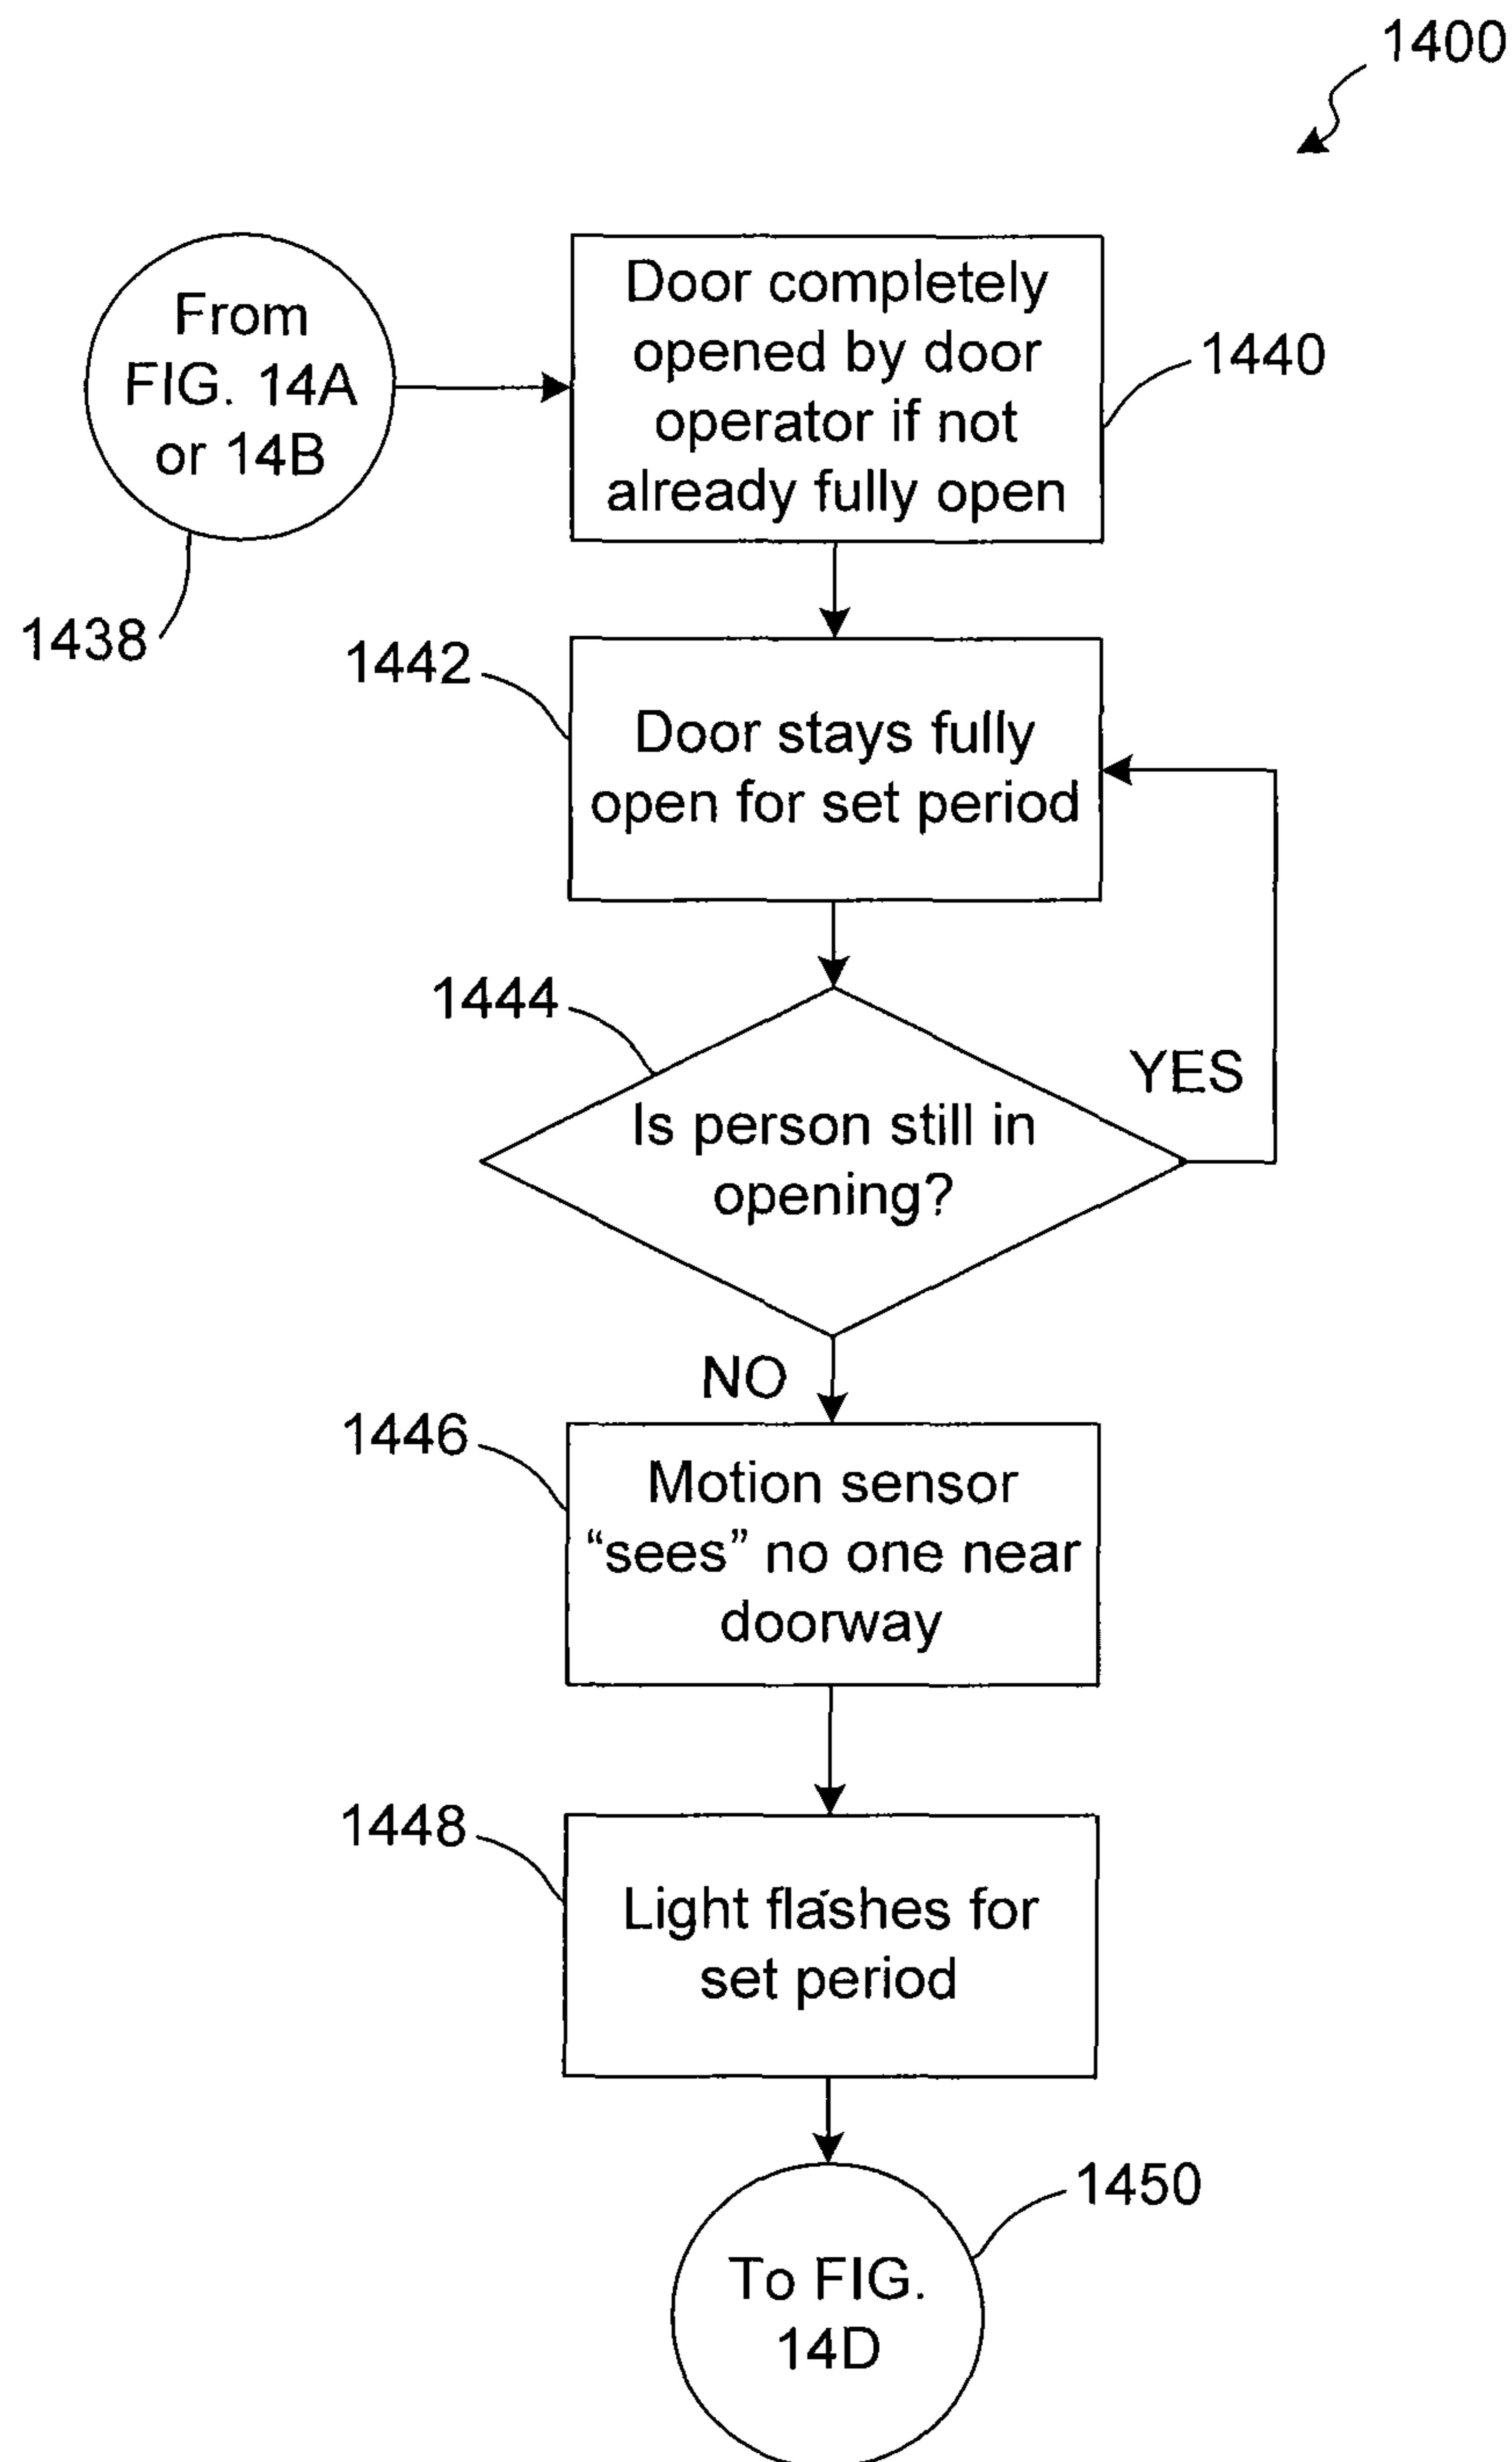 1400
From
FIG. 14A
or 14B
1438
Door completely
opened by door
operator if not
already fully open
1440
1442
Door stays fully
open for set period
1444
Is person still in
opening?
YES
NO
1446
Motion sensor
“sees” no one near
doorway
1448
Light flashes for
set period
1450
To FIG.
14D